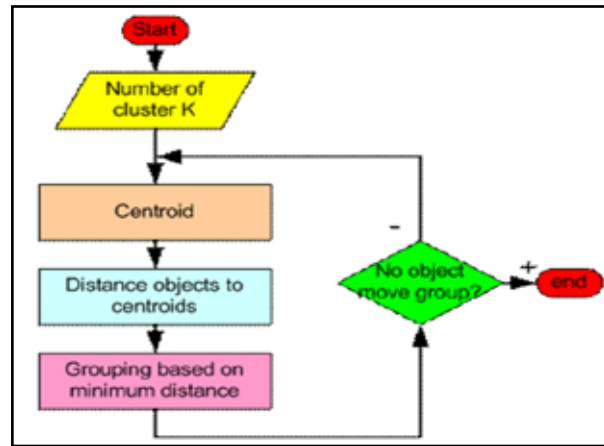 Start
Number of
cluster K
Centroid
Distance objects to
centroids
Grouping based on
minimum distance
-
No object
move group?
+
end